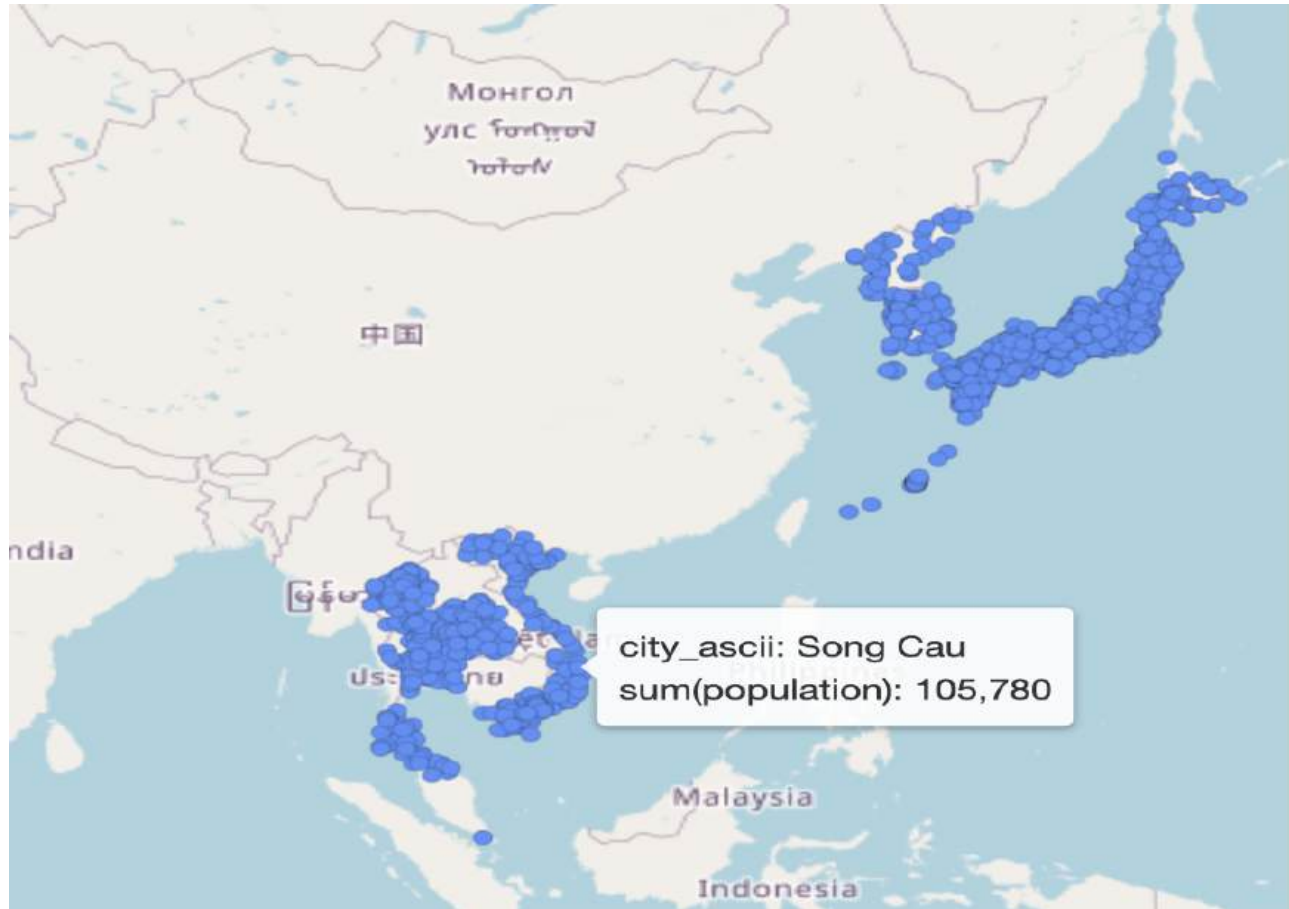 Монгол
улс
中国
ndia
city_ascii: Song Cau
sum(population): 105,780
Malaysia
Indonesia